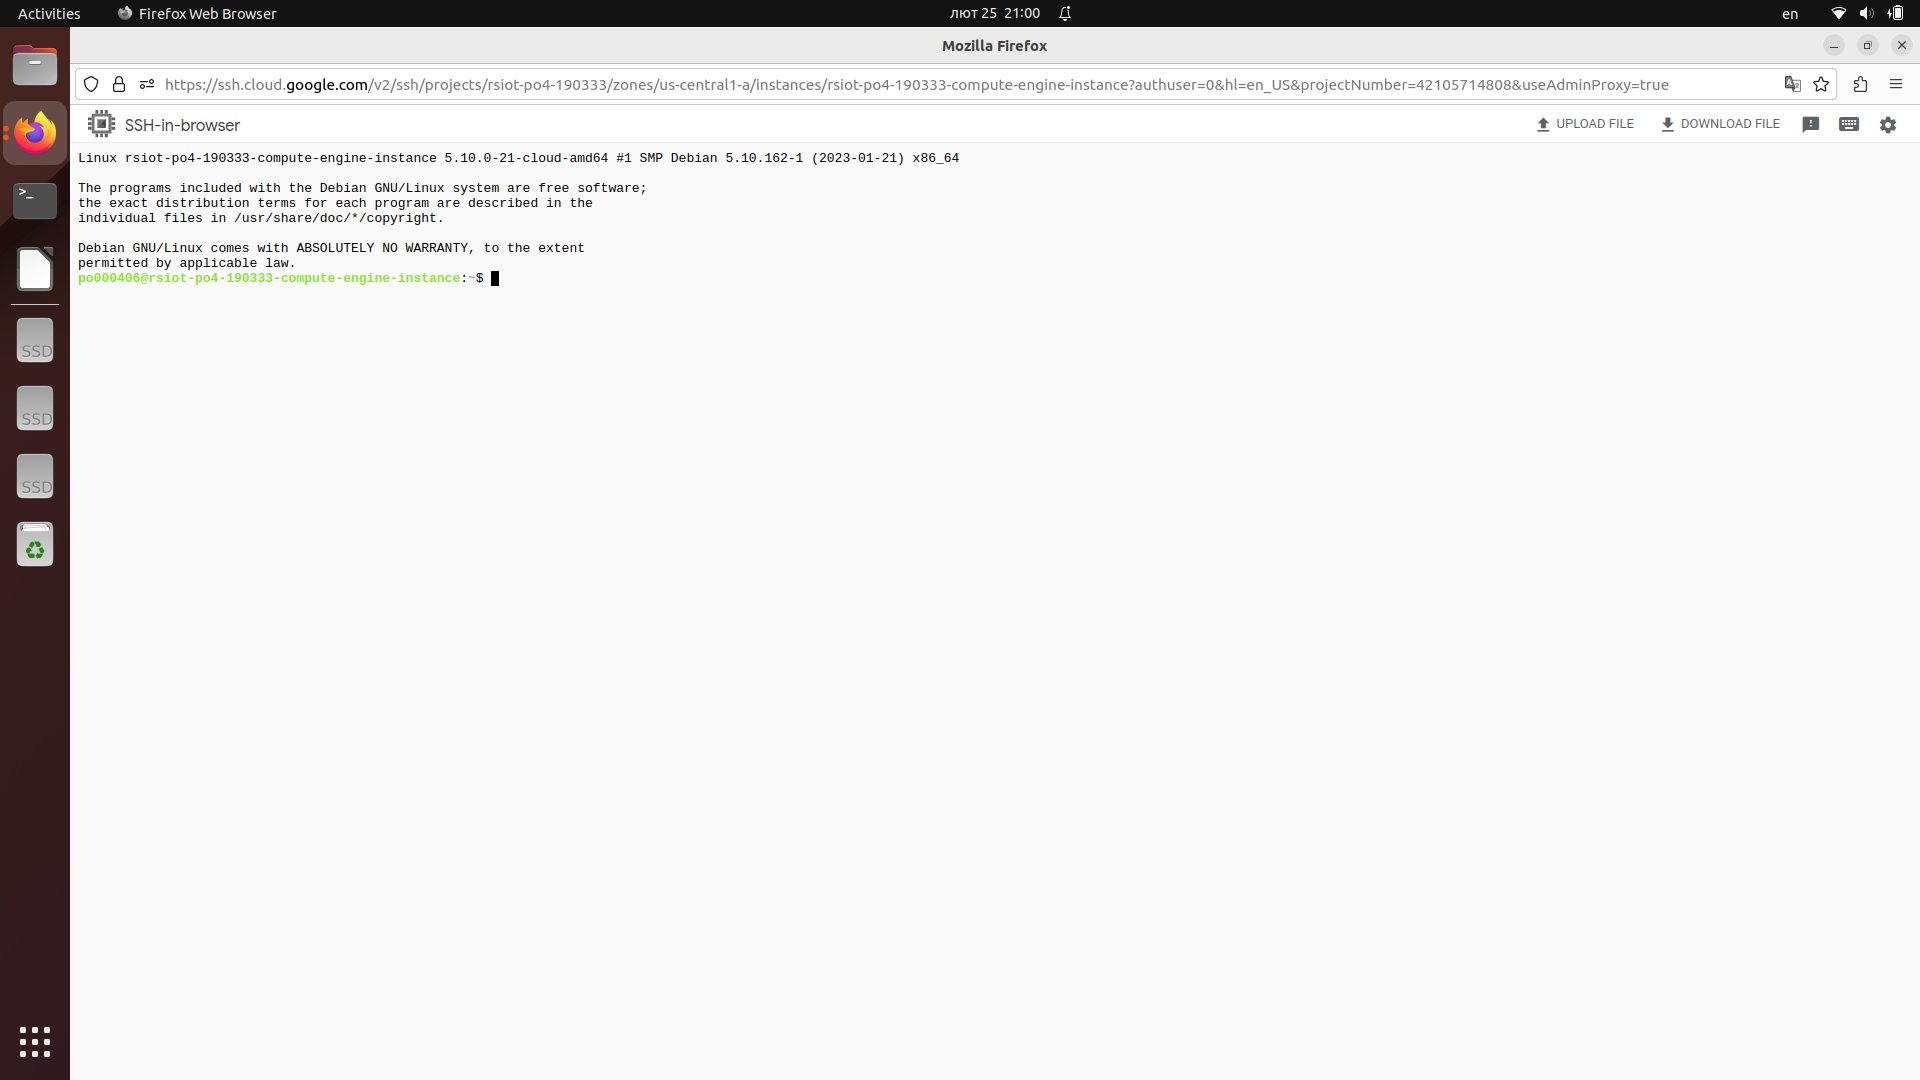 Activities Firefox Web Browser лют 25 21:00 en
Mozilla Firefox
https://ssh.cloud.google.com/v2/ssh/projects/rsiot-po4-190333/zones/us-central1-a/instances/rsiot-po4-190333-compute-engine-instance?authuser=0&hl=en_US&projectNumber=42105714808&useAdminProxy=true
SSH-in-browser UPLOAD FILE DOWNLOAD FILE
Linux rsiot-po4-190333-compute-engine-instance 5.10.0-21-cloud-amd64 #1 SMP Debian 5.10.162-1 (2023-01-21) x86_64
The programs included with the Debian GNU/Linux system are free software;
the exact distribution terms for each program are described in the
individual files in /usr/share/doc/*/copyright.
Debian GNU/Linux comes with ABSOLUTELY NO WARRANTY, to the extent
permitted by applicable law.
po000406@rsiot-po4-190333-compute-engine-instance:~$
>_
SSD
SSD
SSD